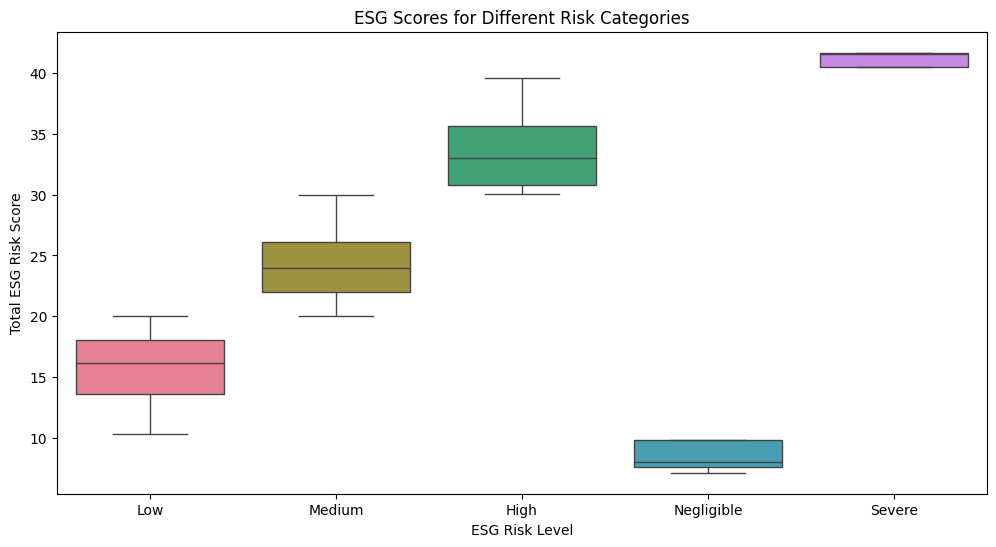 ESG Scores for Different Risk Categories
Total ESG Risk Score
40
35
30
25
20
15
10
Low Medium High Negligible Severe
ESG Risk Level